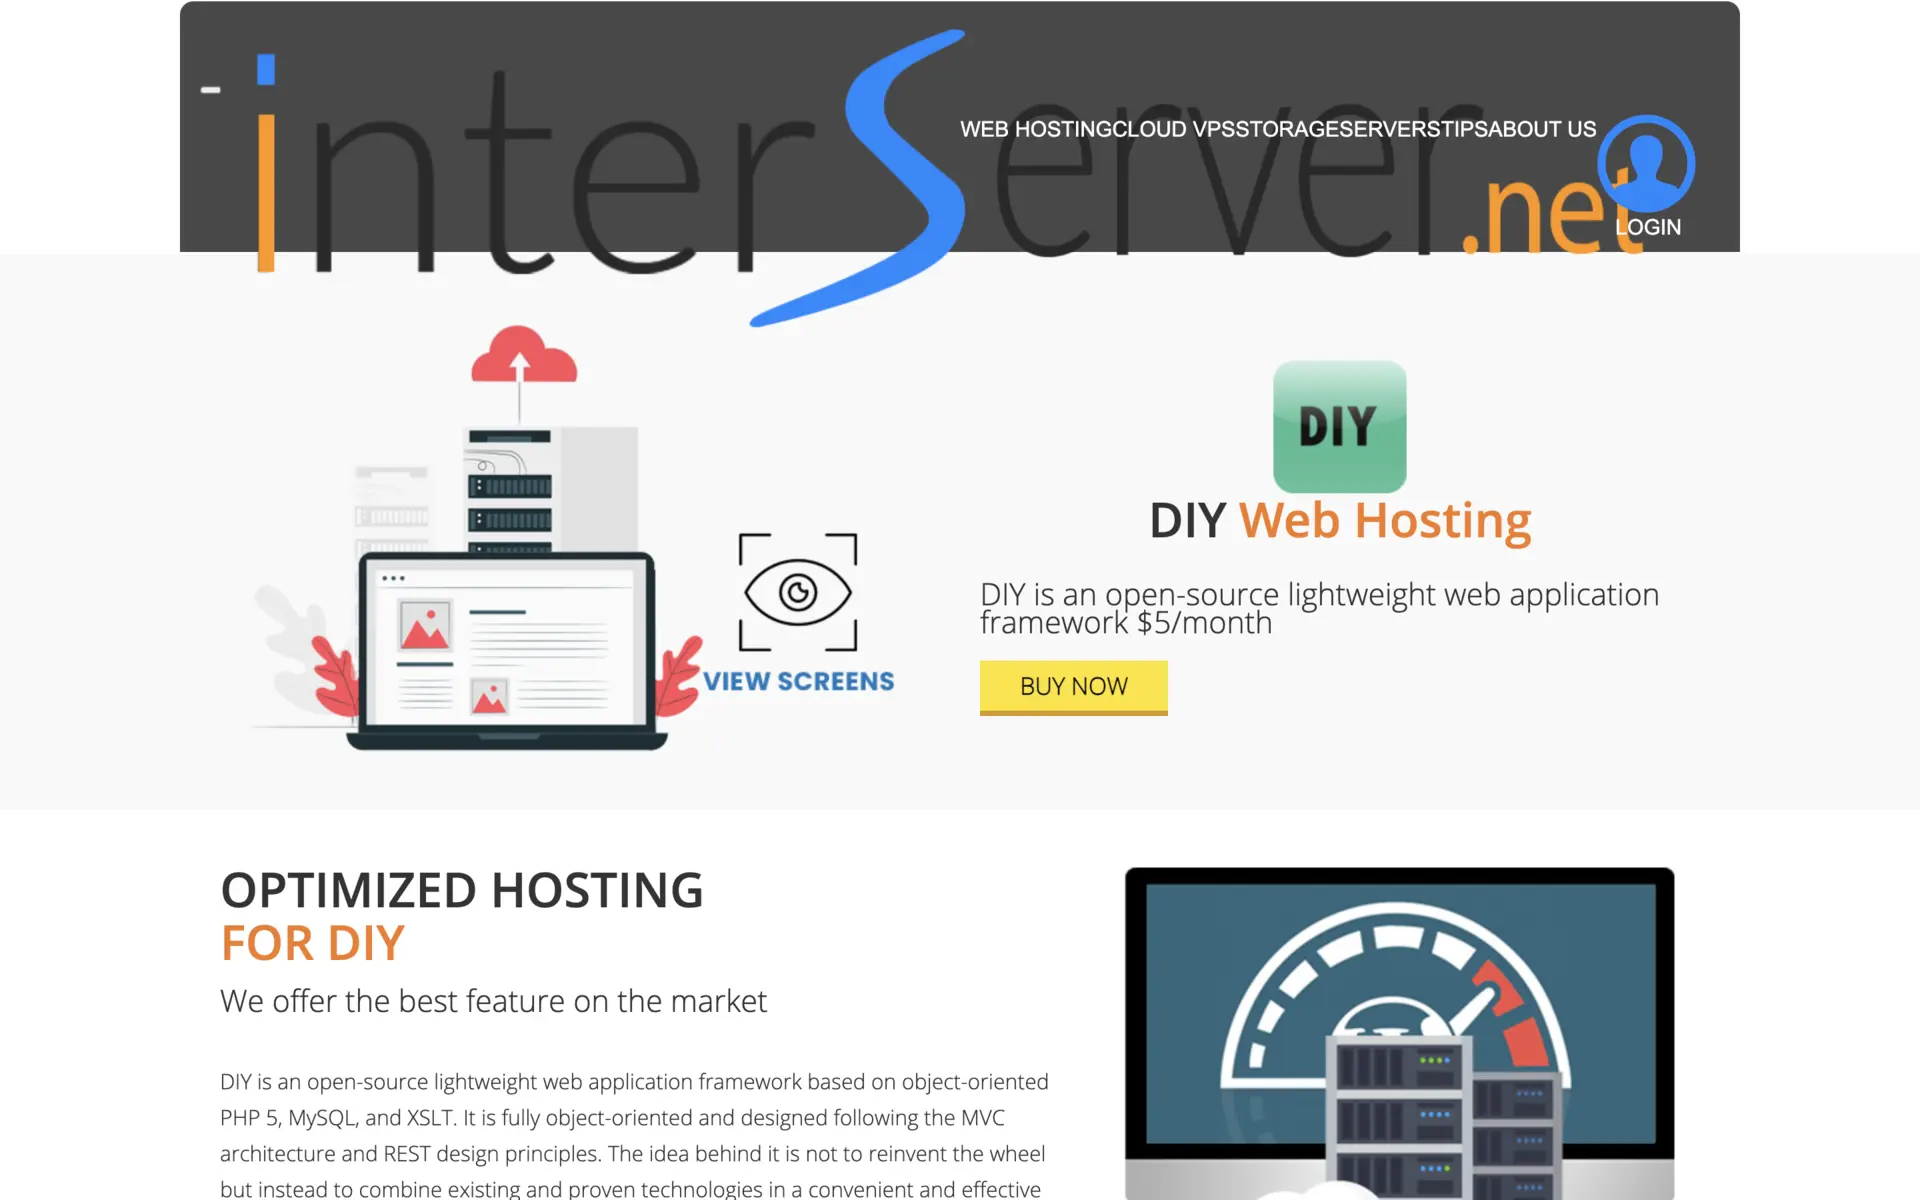 interServer.net
WEB HOSTINGCLOUD VPSSTORAGESERVERSTIPSABOUT US
LOGIN
DIY
DIY Web Hosting
VIEW SCREENS
DIY is an open-source lightweight web application
framework $5/month
BUY NOW
OPTIMIZED HOSTING
FOR DIY
We offer the best feature on the market
DIY is an open-source lightweight web application framework based on object-oriented
PHP 5, MySQL, and XSLT. It is fully object-oriented and designed following the MVC
architecture and REST design principles. The idea behind it is not to reinvent the wheel
but instead to combine existing and proven technologies in a convenient and effective